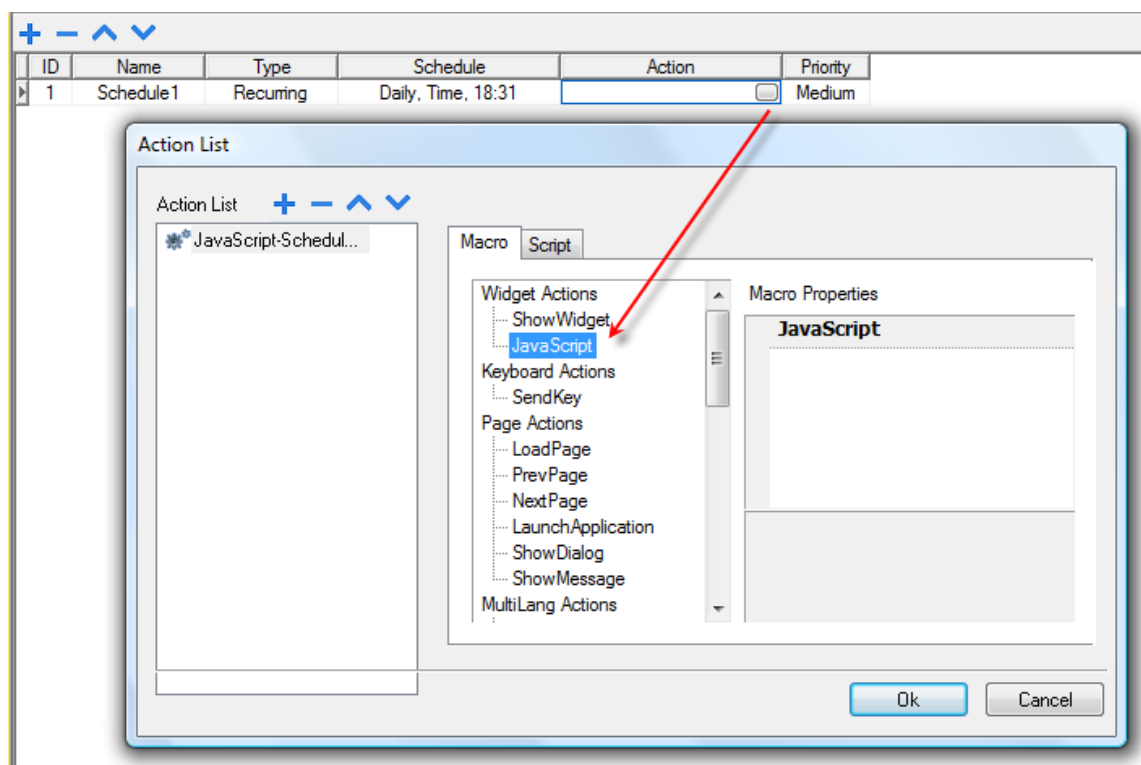 ID Name Type Schedule Action Priority
1 Schedule1 Recurring Daily, Time, 18:31 Medium
Action List
Action List
JavaScript-Schedul...
Macro Script
Widget Actions
ShowWidget
JavaScript
Keyboard Actions
SendKey
Page Actions
LoadPage
PrevPage
NextPage
LaunchApplication
ShowDialog
ShowMessage
MultiLang Actions
Macro Properties
JavaScript
Ok Cancel